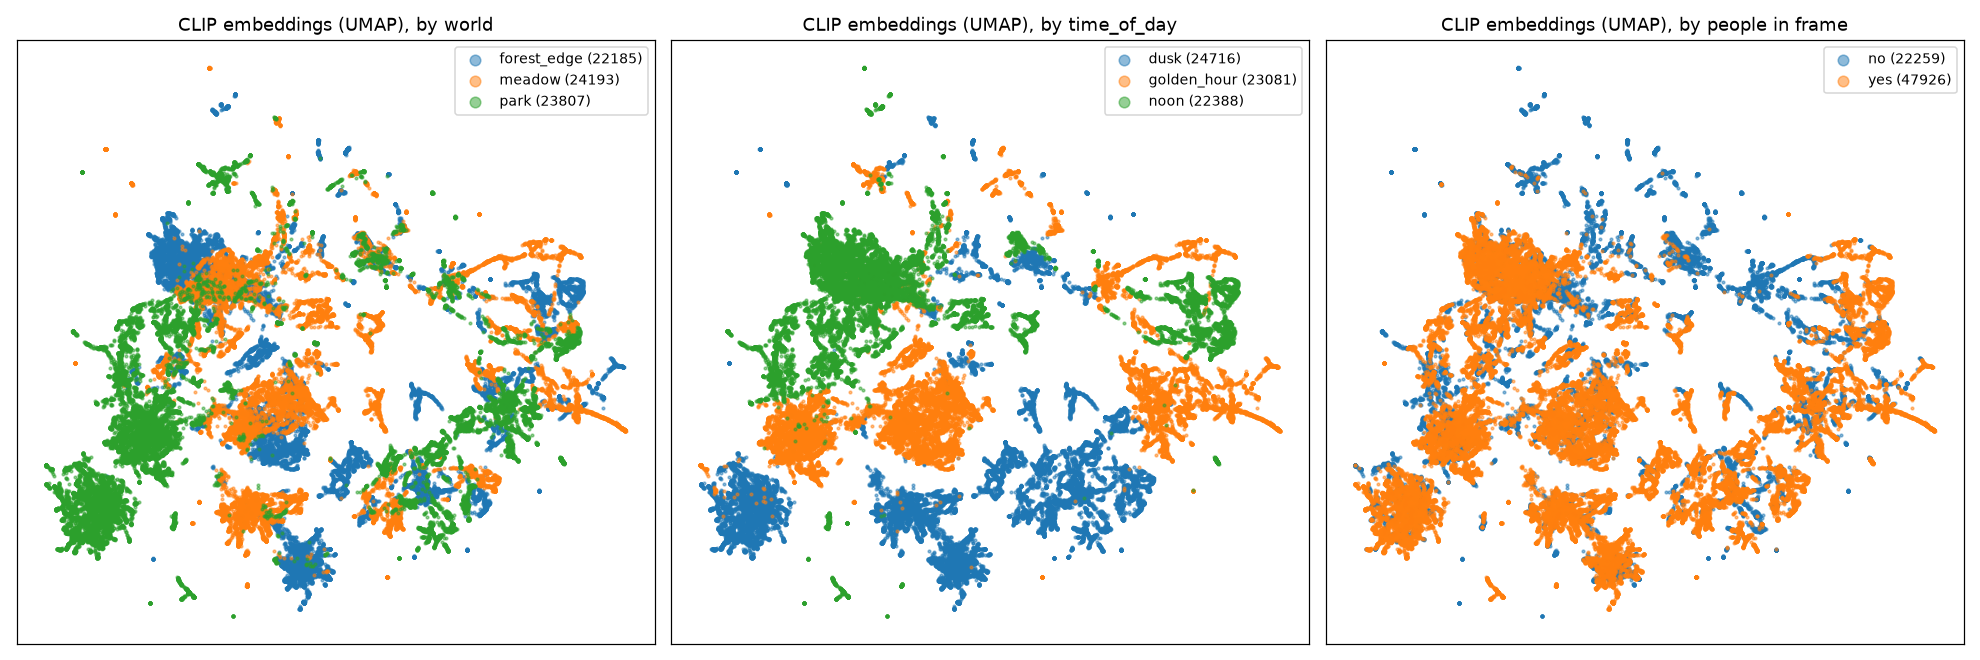 CLIP embeddings (UMAP), by world
forest_edge (22185)
meadow (24193)
park (23807)
CLIP embeddings (UMAP), by time_of_day
dusk (24716)
golden_hour (23081)
noon (22388)
CLIP embeddings (UMAP), by people in frame
no (22259)
yes (47926)